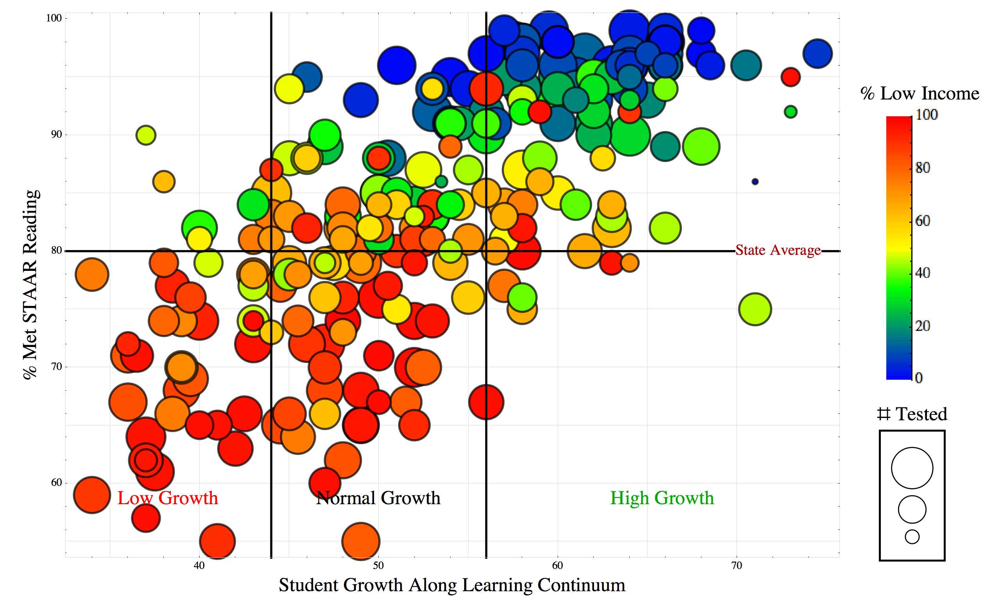 100
90
80
70
60
% Met STAAR Reading
40
50
60
70
Student Growth Along Learning Continuum
State Average
Low Growth
Normal Growth
High Growth
% Low Income
100
80
60
40
20
0
# Tested